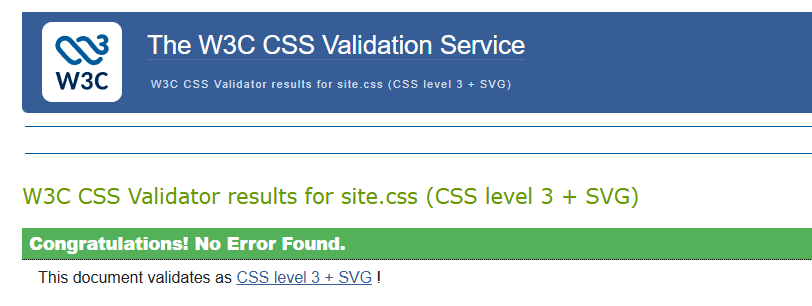 The W3C CSS Validation Service
W3C
W3C CSS Validator results for site.css (CSS level 3 + SVG)
W3C CSS Validator results for site.css (CSS level 3 + SVG)
Congratulations! No Error Found.
This document validates as CSS level 3 + SVG !